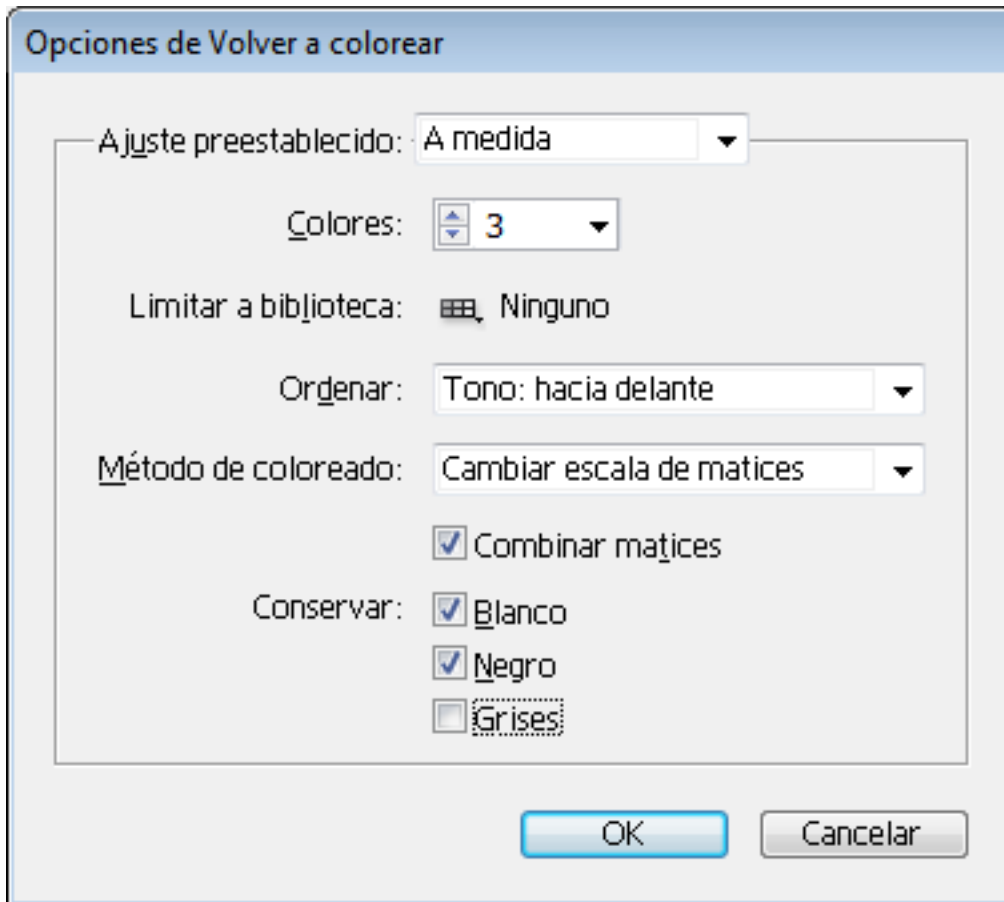 Opciones de Volver a colorear
Ajuste preestablecido: A medida
Colores: 3
Limitar a biblioteca: Ninguno
Ordenar: Tono: hacia delante
Método de coloreado: Cambiar escala de matices
Combinar matices
Conservar: Blanco
Negro
Grises
OK Cancelar